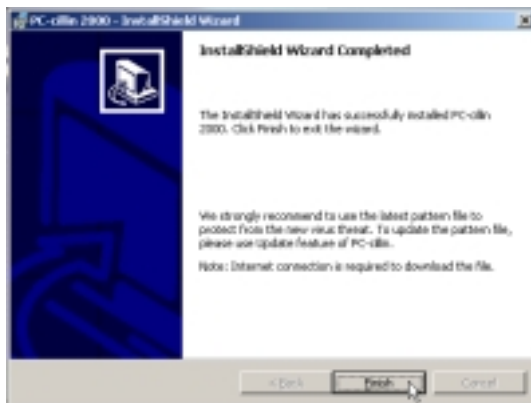 PC-cillin 2000 - InstallShield Wizard
InstallShield Wizard Completed
The InstallShield Wizard has successfully installed PC-cillin
2000. Click Finish to exit the wizard.
We strongly recommend to use the latest pattern file to
protect from the new virus threat. To update the pattern file,
please use Update feature of PC-cillin.
Note: Internet connection is required to download the file.
< Back
Finish
Cancel